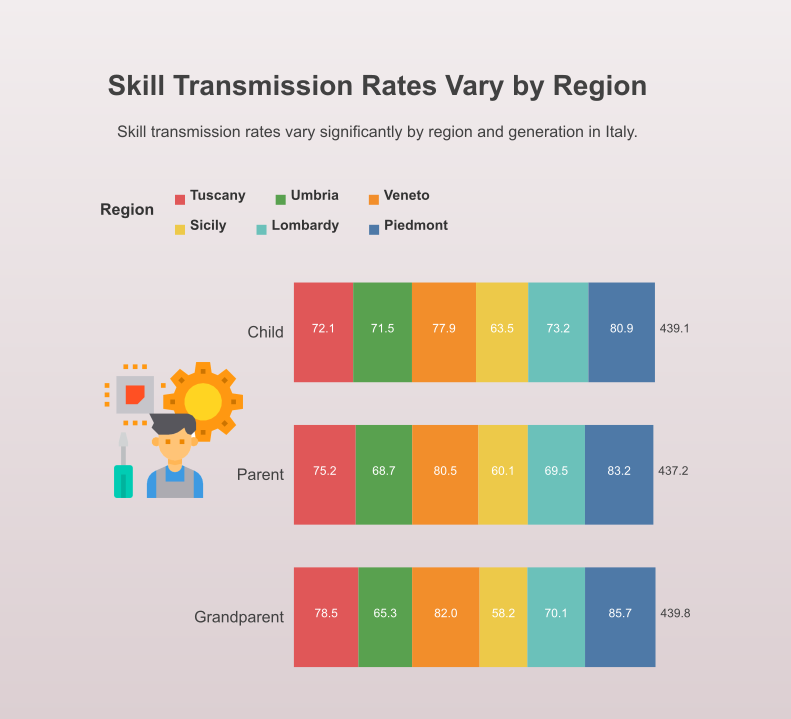 Skill Transmission Rates Vary by Region
Skill transmission rates vary significantly by region and generation in Italy.
Region
Tuscany Umbria Veneto
Sicily Lombardy Piedmont
Child 72.1 71.5 77.9 63.5 73.2 80.9 439.1
Parent 75.2 68.7 80.5 60.1 69.5 83.2 437.2
Grandparent 78.5 65.3 82.0 58.2 70.1 85.7 439.8